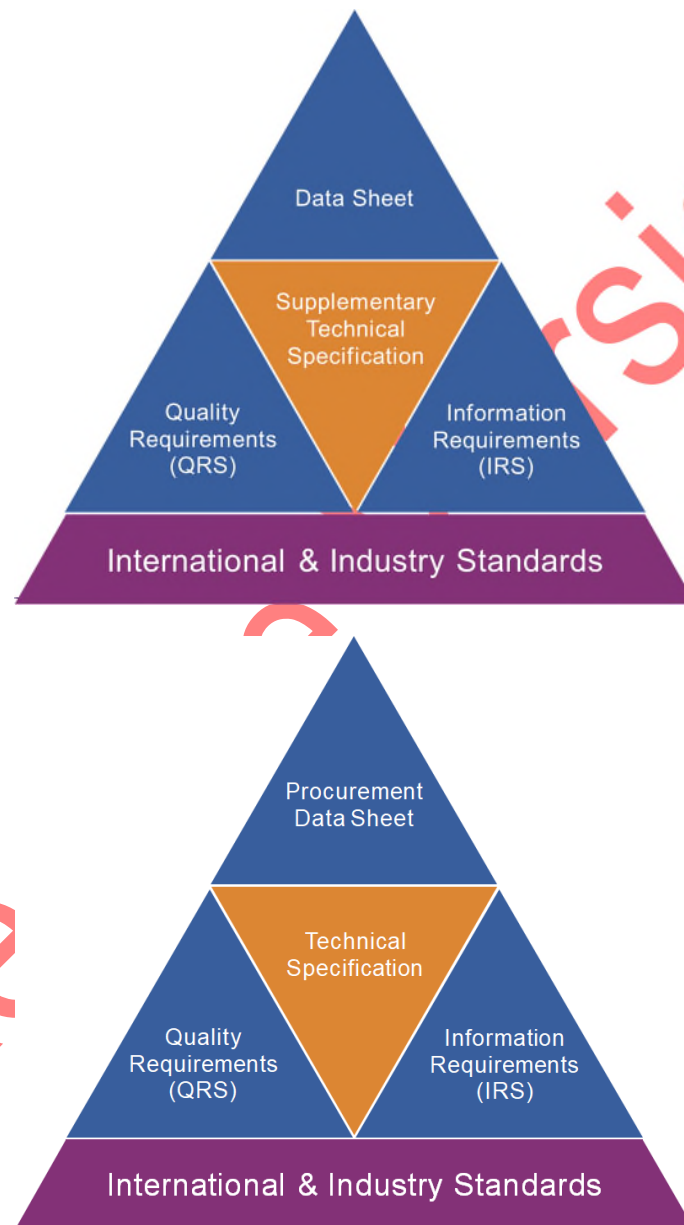 Data Sheet
Supplementary
Technical
Specification
Quality
Requirements
(QRS)
Information
Requirements
(IRS)
International & Industry Standards
Procurement
Data Sheet
Technical
Specification
Quality
Requirements
(QRS)
Information
Requirements
(IRS)
International & Industry Standards